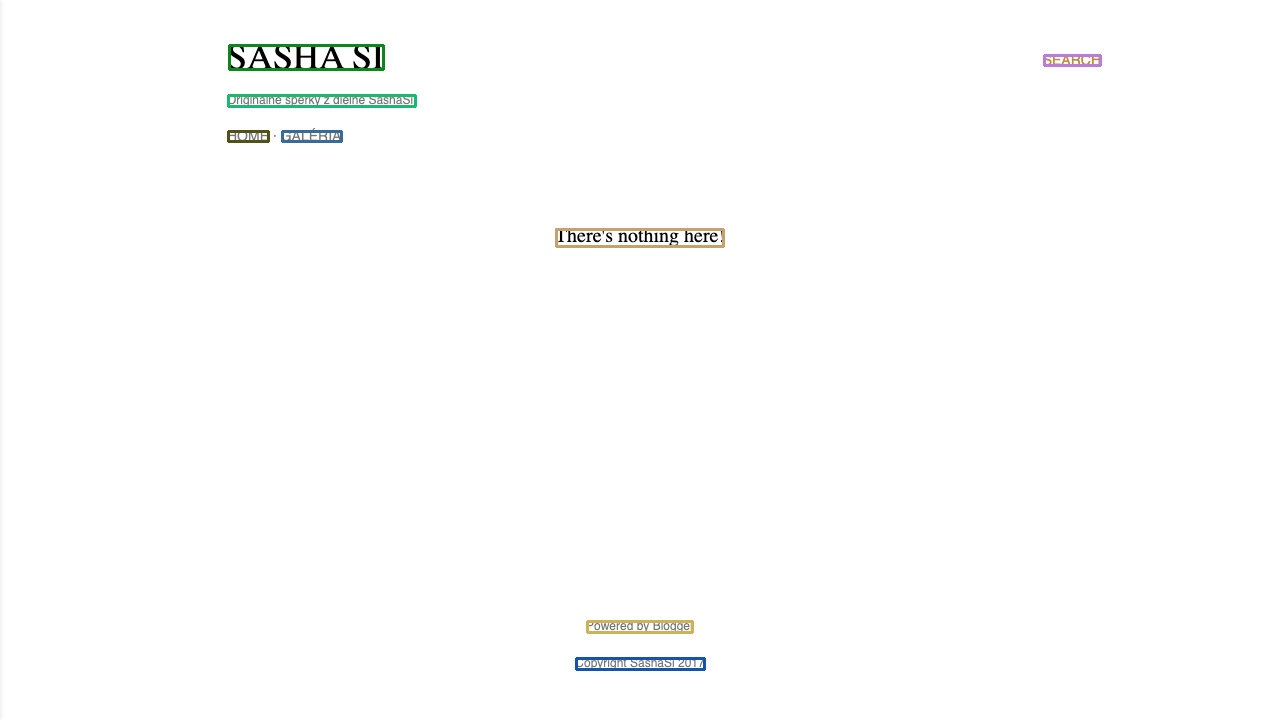 SASHA SI
SEARCH
Originálne šperky z dielne SashaSi
HOME · GALÉRIA
There's nothing here!
Powered by Blogger
Copyright SashaSi 2017